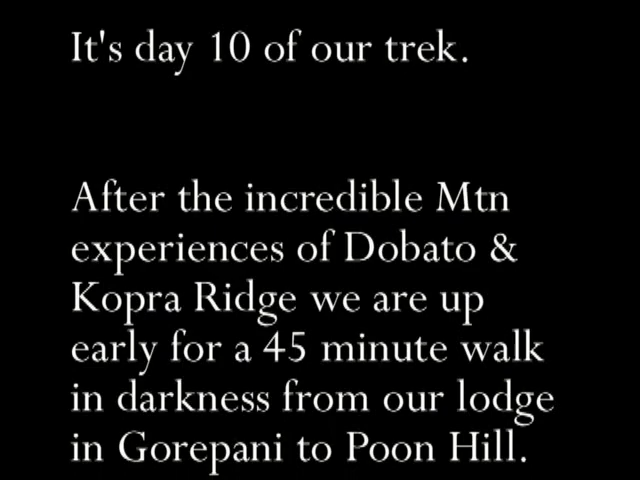 It's day 10 of our trek.
After the incredible Mtn
experiences of Dobato &
Kopra Ridge we are up
early for a 45 minute walk
in darkness from our lodge
in Gorepani to Poon Hill.